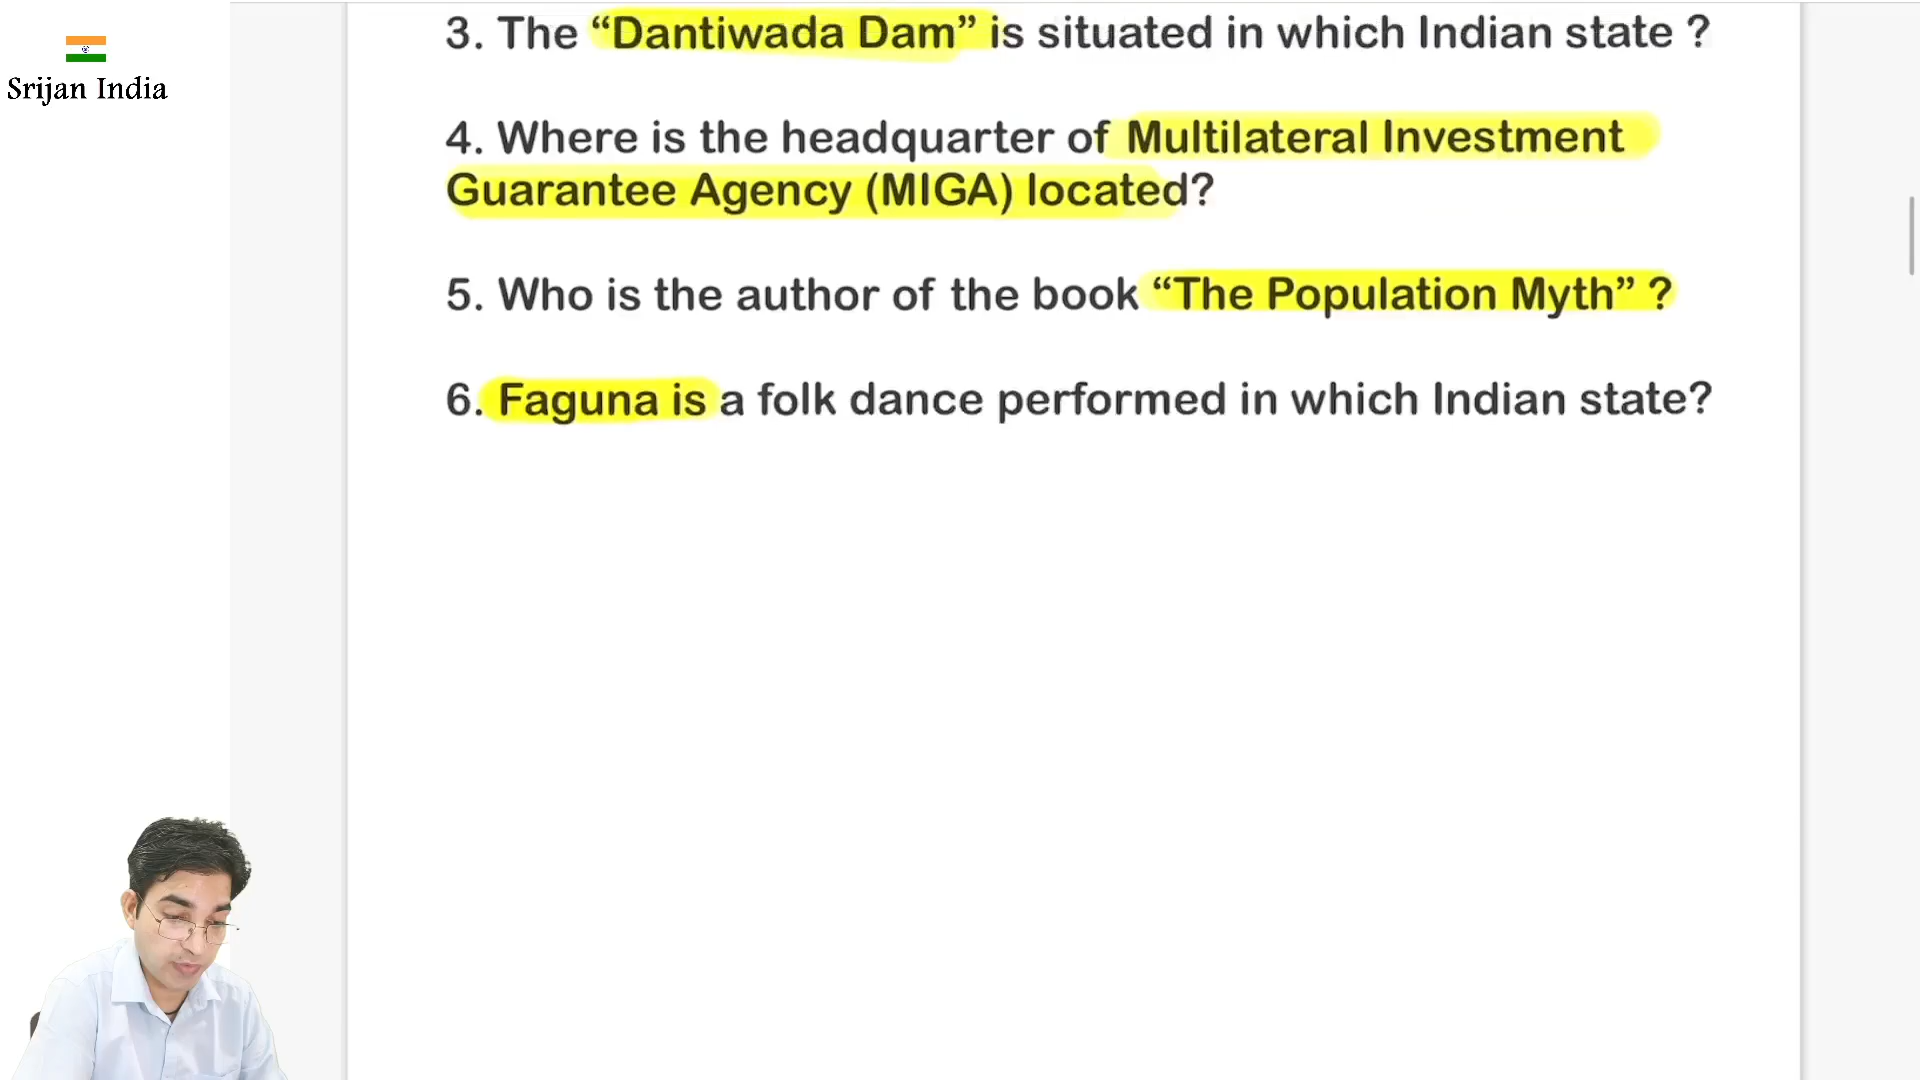 Srijan India
3. The “Dantiwada Dam” is situated in which Indian state ?
4. Where is the headquarter of Multilateral Investment
Guarantee Agency (MIGA) located?
5. Who is the author of the book “The Population Myth” ?
6. Faguna is a folk dance performed in which Indian state?